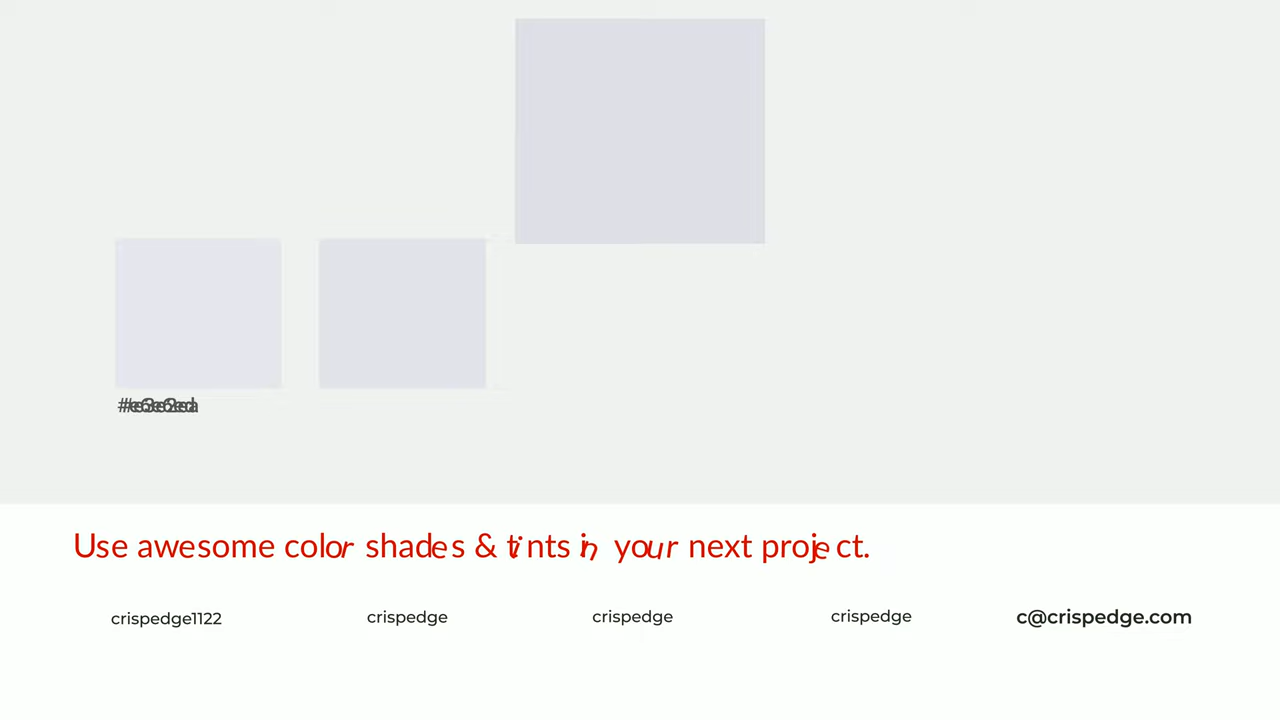 Use awesome color shades & tints in your next project.
crispedge1122 crispedge crispedge crispedge c@crispedge.com